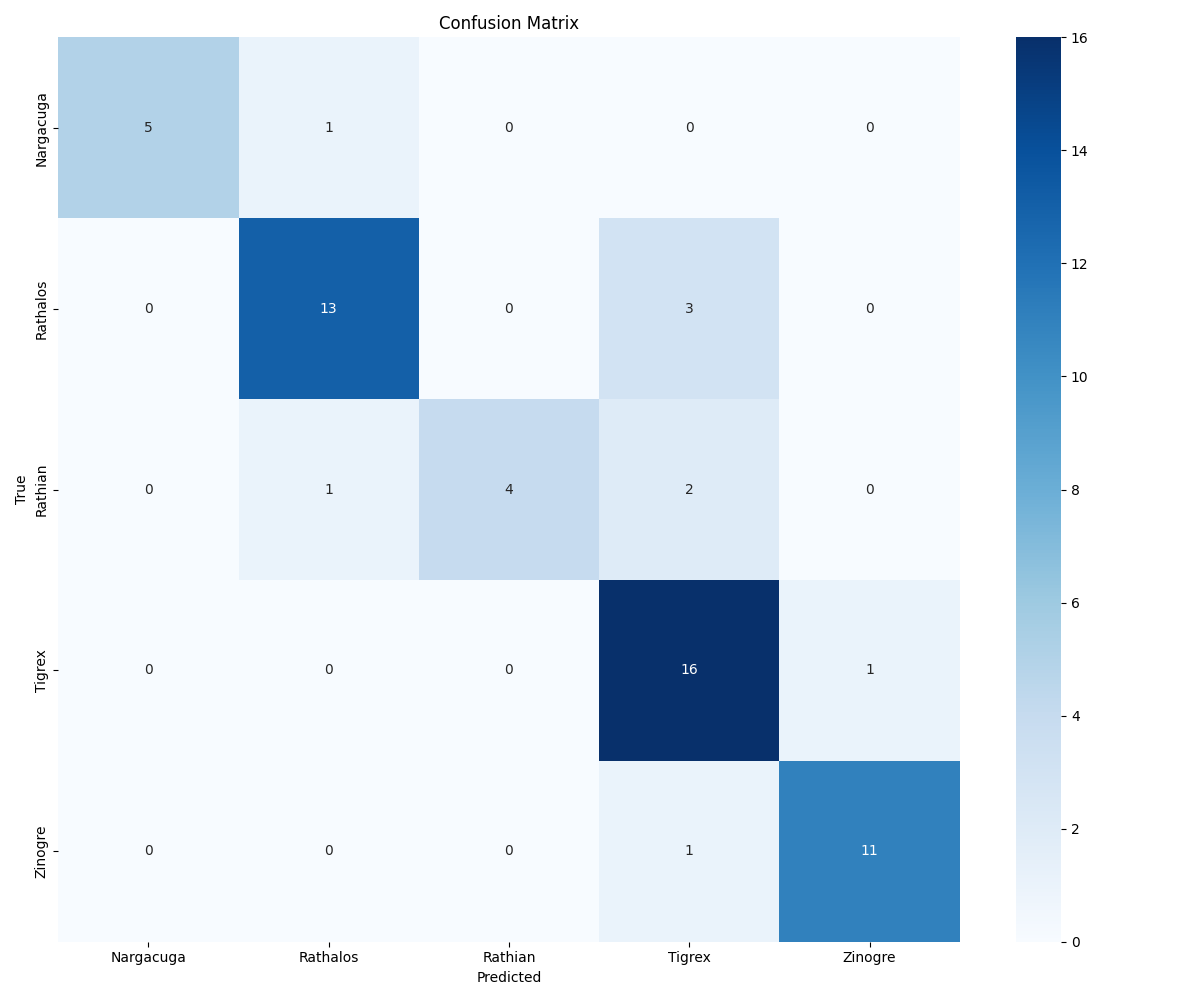 Confusion Matrix
Nargacuga 5 1 0 0 0
Rathalos 0 13 0 3 0
Rathian 0 1 4 2 0
Tigrex 0 0 0 16 1
Zinogre 0 0 0 1 11
True
Nargacuga Rathalos Rathian Tigrex Zinogre
Predicted
16
14
12
10
8
6
4
2
0